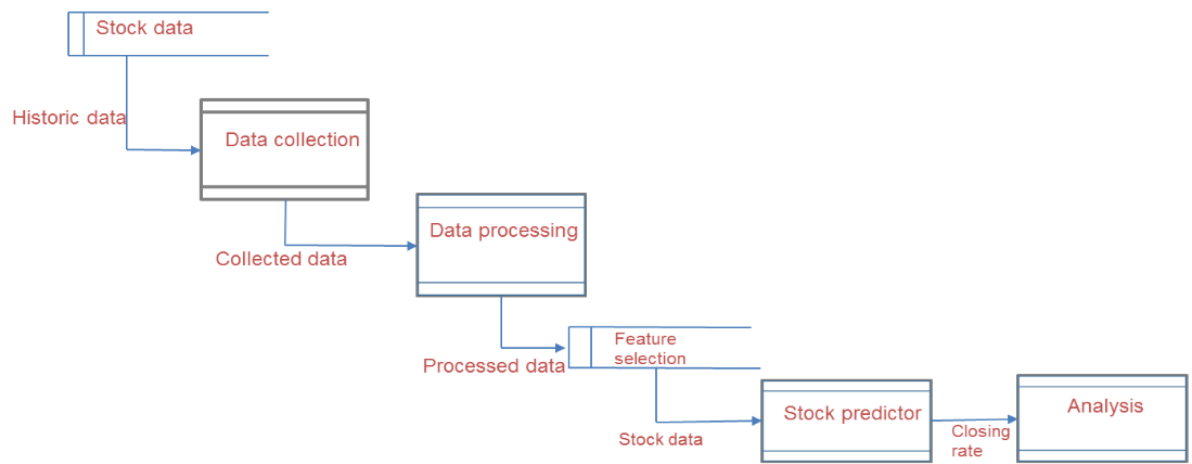 Stock data
Historic data
Data collection
Data processing
Collected data
Feature
selection
Processed data
Stock predictor
Analysis
Stock data
Closing
rate